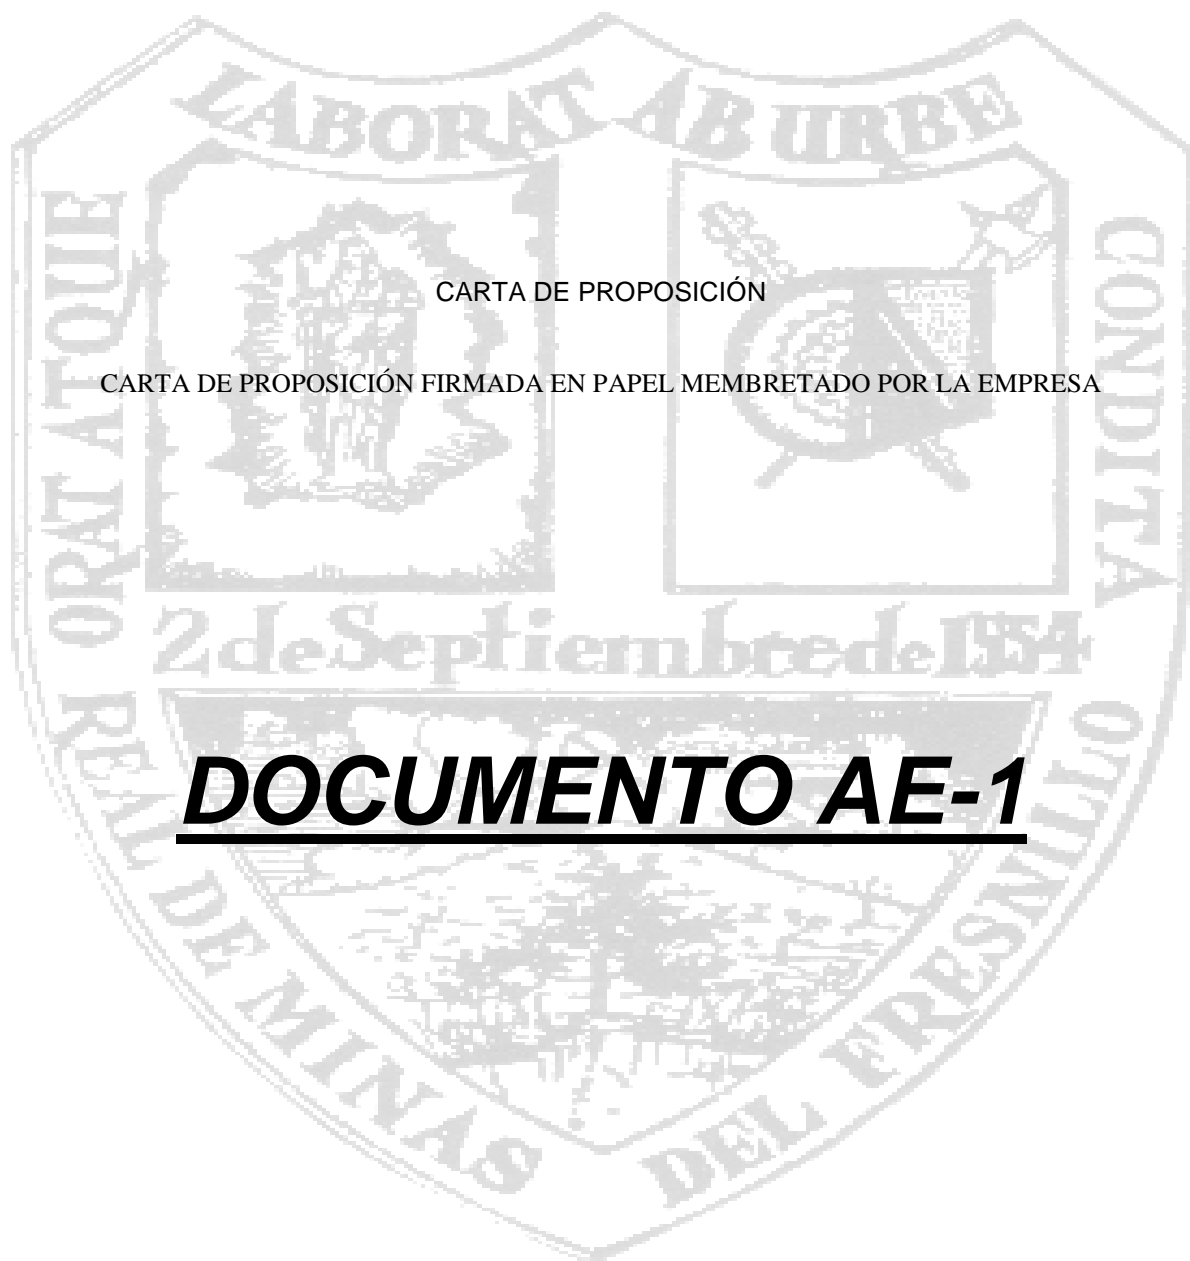 LABORAT AB URBE
CONDITA
REAL DE MINAS DEL FRESNILLO
ORAT ATQUE
CARTA DE PROPOSICIÓN
CARTA DE PROPOSICIÓN FIRMADA EN PAPEL MEMBRETADO POR LA EMPRESA
2 de Septiembre de 1554
DOCUMENTO AE-1